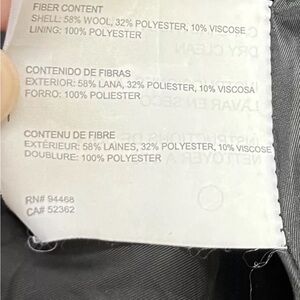 FIBER CONTENT
SHELL: 58% WOOL, 32% POLYESTER, 10% VISCOSE
LINING: 100% POLYESTER
CONTENIDO DE FIBRAS
EXTERIOR: 58% LANA, 32% POLIESTER, 10% VISCOSA
FORRO: 100% POLIESTER
CONTENU DE FIBRE
EXTÉRIEUR: 58% LAINES, 32% POLYESTER, 10% VISCOSE
DOUBLURE: 100% POLYESTER
RN# 94468
CA# 52362